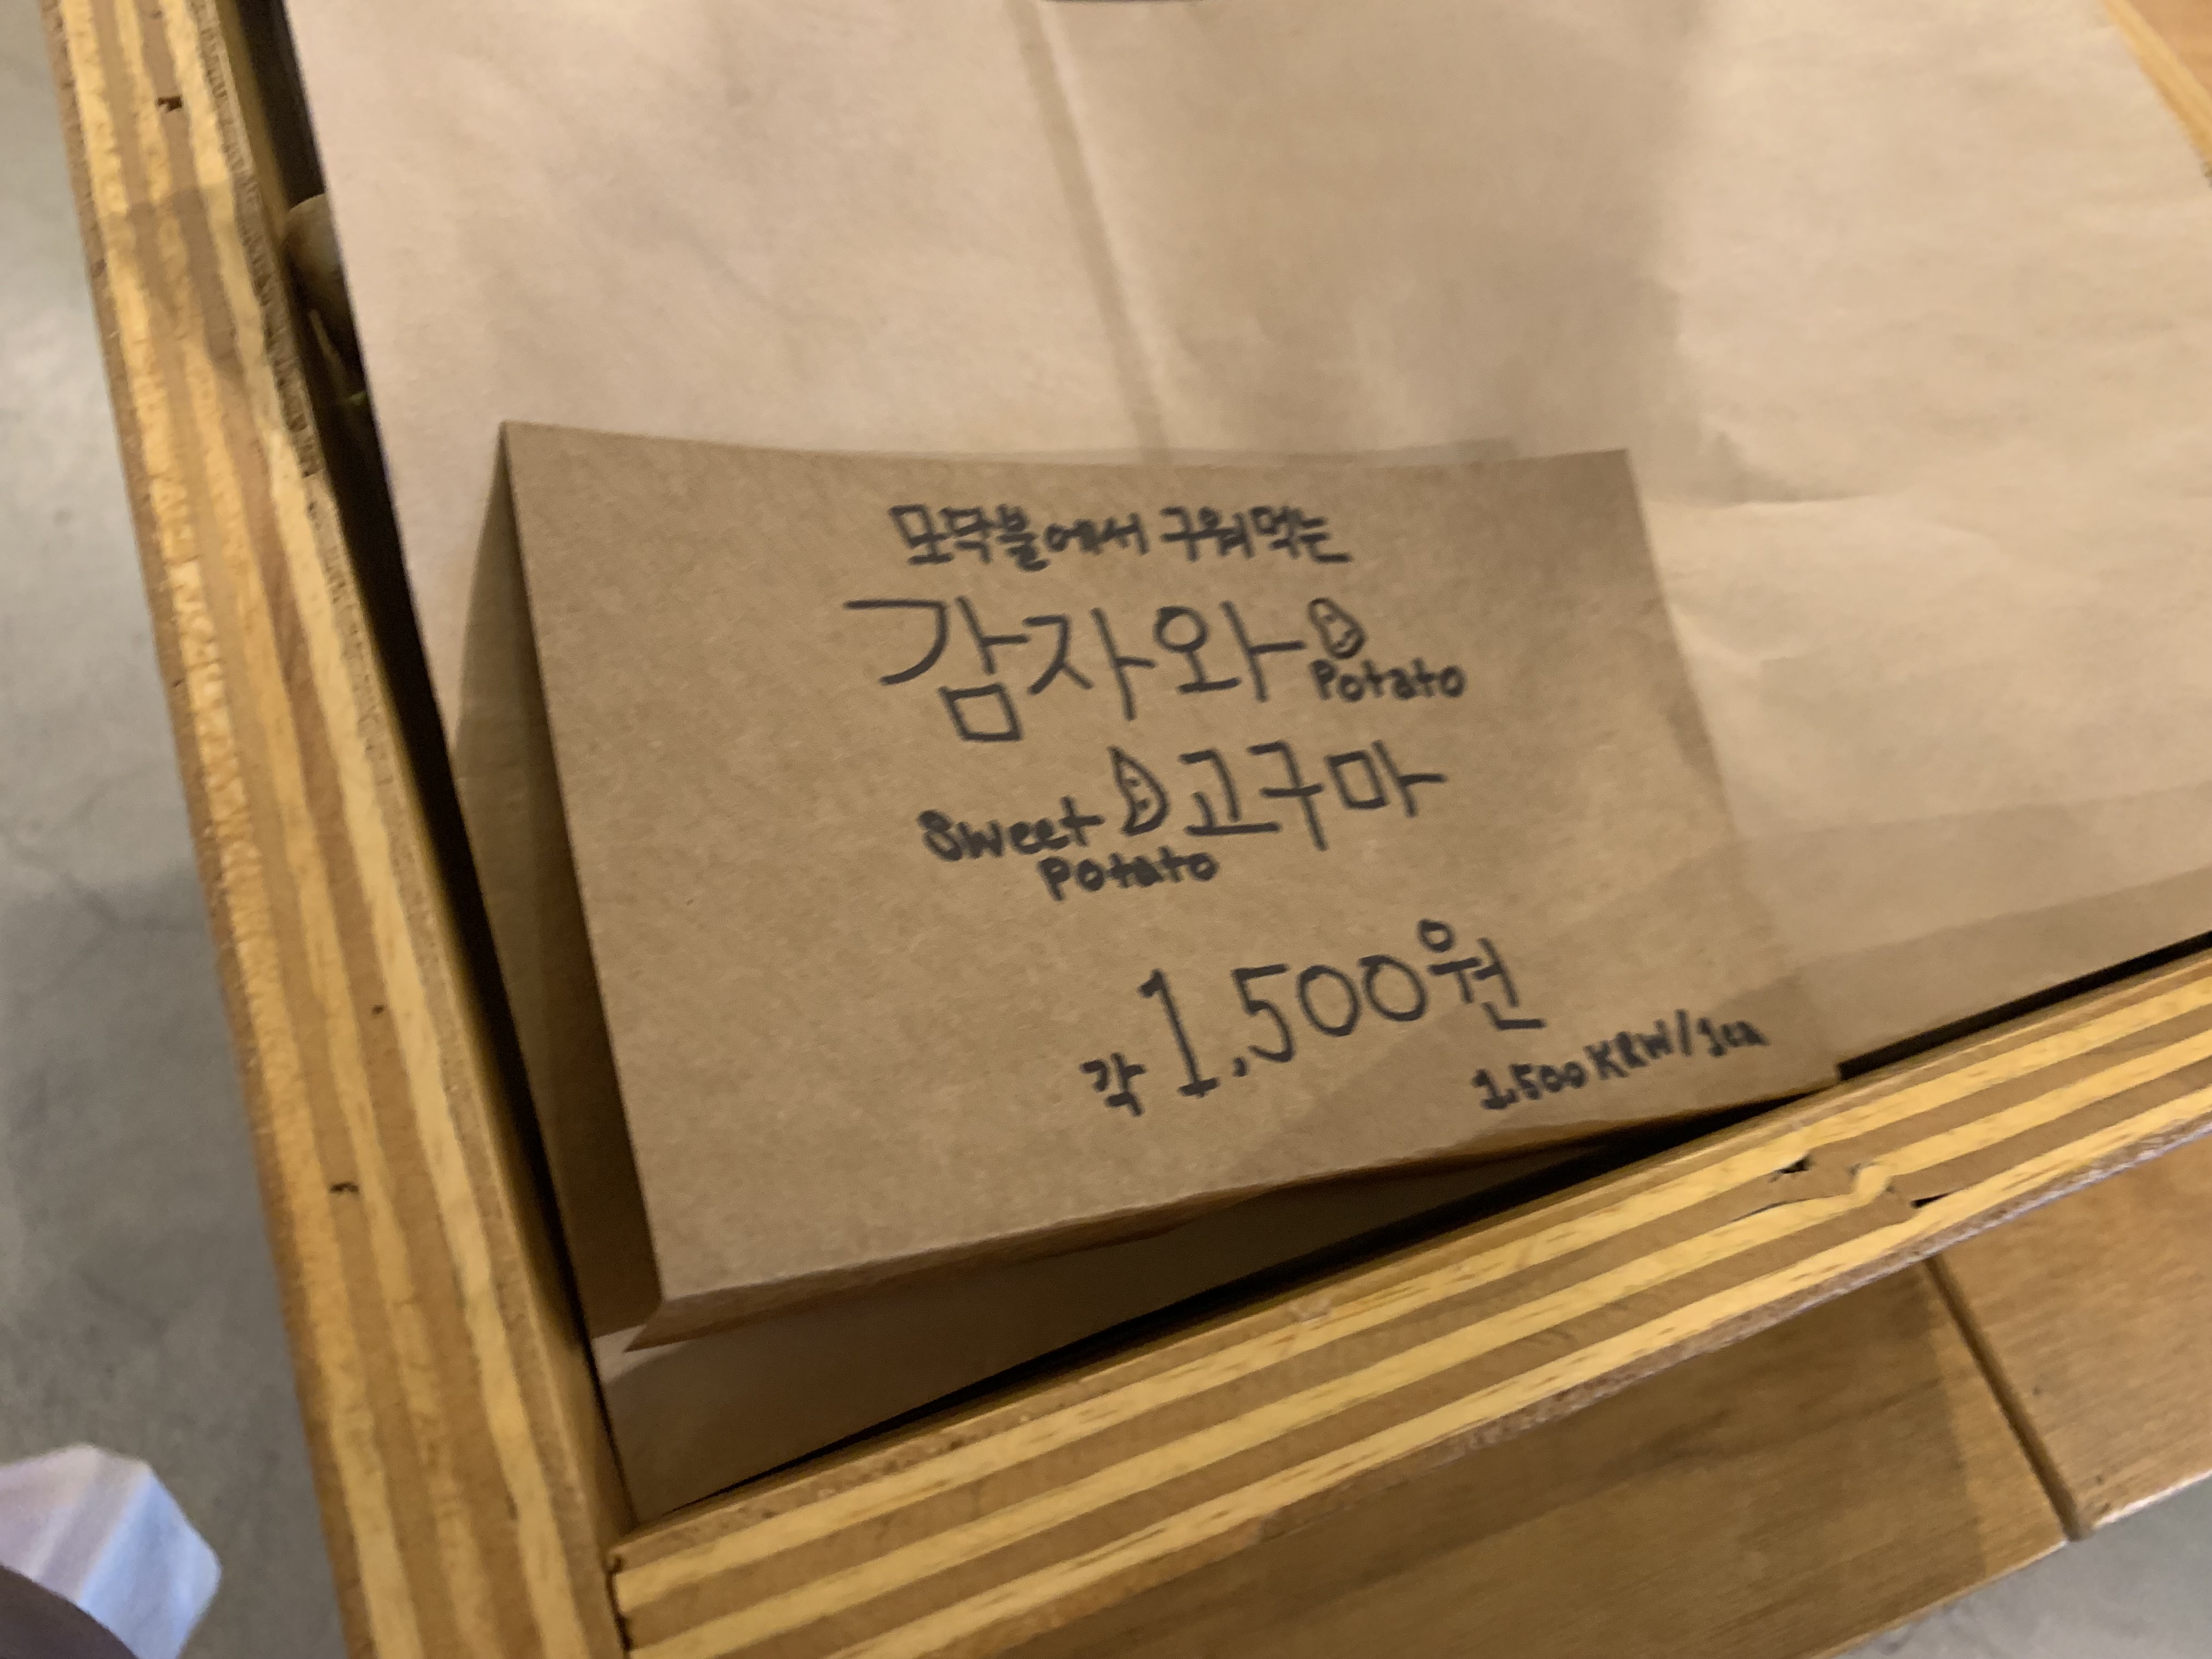 모닥불에서 구워먹는
감자와 Potato
Sweet Potato 고구마
각 1,500원
1,500 KRW/1ea